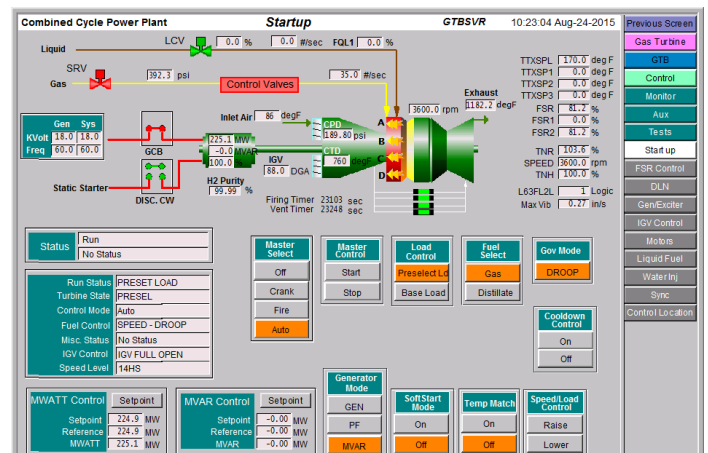 Combined Cycle Power Plant Startup GTBSVR 10:23:04 Aug-24-2015 Previous Screen
Liquid LCV 0.0 % 0.0 #/sec FQL1 0.0 %
Gas Turbine
GTB
Control
Monitor
Aux
Tests
Start up
FSR Control
DLN
Gen/Exciter
IGV Control
Motors
Liquid Fuel
Water Inj
Sync
Control Location
SRV
Gas 392.3 psi Control Valves 35.0 #/sec
TTXSPL 170.0 deg F
TTXSP1 0.0 deg F
TTXSP2 0.0 deg F
TTXSP3 0.0 deg F
FSR 81.2 %
FSR1 0.0 %
FSR2 81.2 %
TNR 103.6 %
SPEED 3600.0 rpm
TNH 100.0 %
L63FL2L 1 Logic
Max Vib 0.27 in/s
Exhaust
1182.2 degF
3600.0 rpm
Inlet Air 86 degF
CPD
189.80 psi
CTD
760 degF
A
B
C
D
Gen Sys
KVolt 18.0 18.0
Freq 60.0 60.0
GCB
225.1 MW
-0.0 MVAR
100.0 %
IGV
88.0 DGA
H2 Purity
99.99 %
Static Starter
DISC. CW
Firing Timer 23103 sec
Vent Timer 23248 sec
Status Run
No Status
Run Status PRESET LOAD
Turbine State PRESEL
Control Mode Auto
Fuel Control SPEED - DROOP
Misc. Status No Status
IGV Control IGV FULL OPEN
Speed Level 14HS
Master
Select
Off
Crank
Fire
Auto
Master
Control
Start
Stop
Load
Control
Preselect Ld
Base Load
Fuel
Select
Gas
Distillate
Gov Mode
DROOP
Cooldown
Control
On
Off
MWATT Control Setpoint
Setpoint 224.9 MW
Reference 224.9 MW
MWATT 225.1 MW
MVAR Control Setpoint
Setpoint -0.00 MW
Reference -0.00 MW
MVAR -0.00 MW
Generator
Mode
GEN
PF
MVAR
SoftStart
Mode
On
Off
Temp Match
On
Off
Speed/Load
Control
Raise
Lower